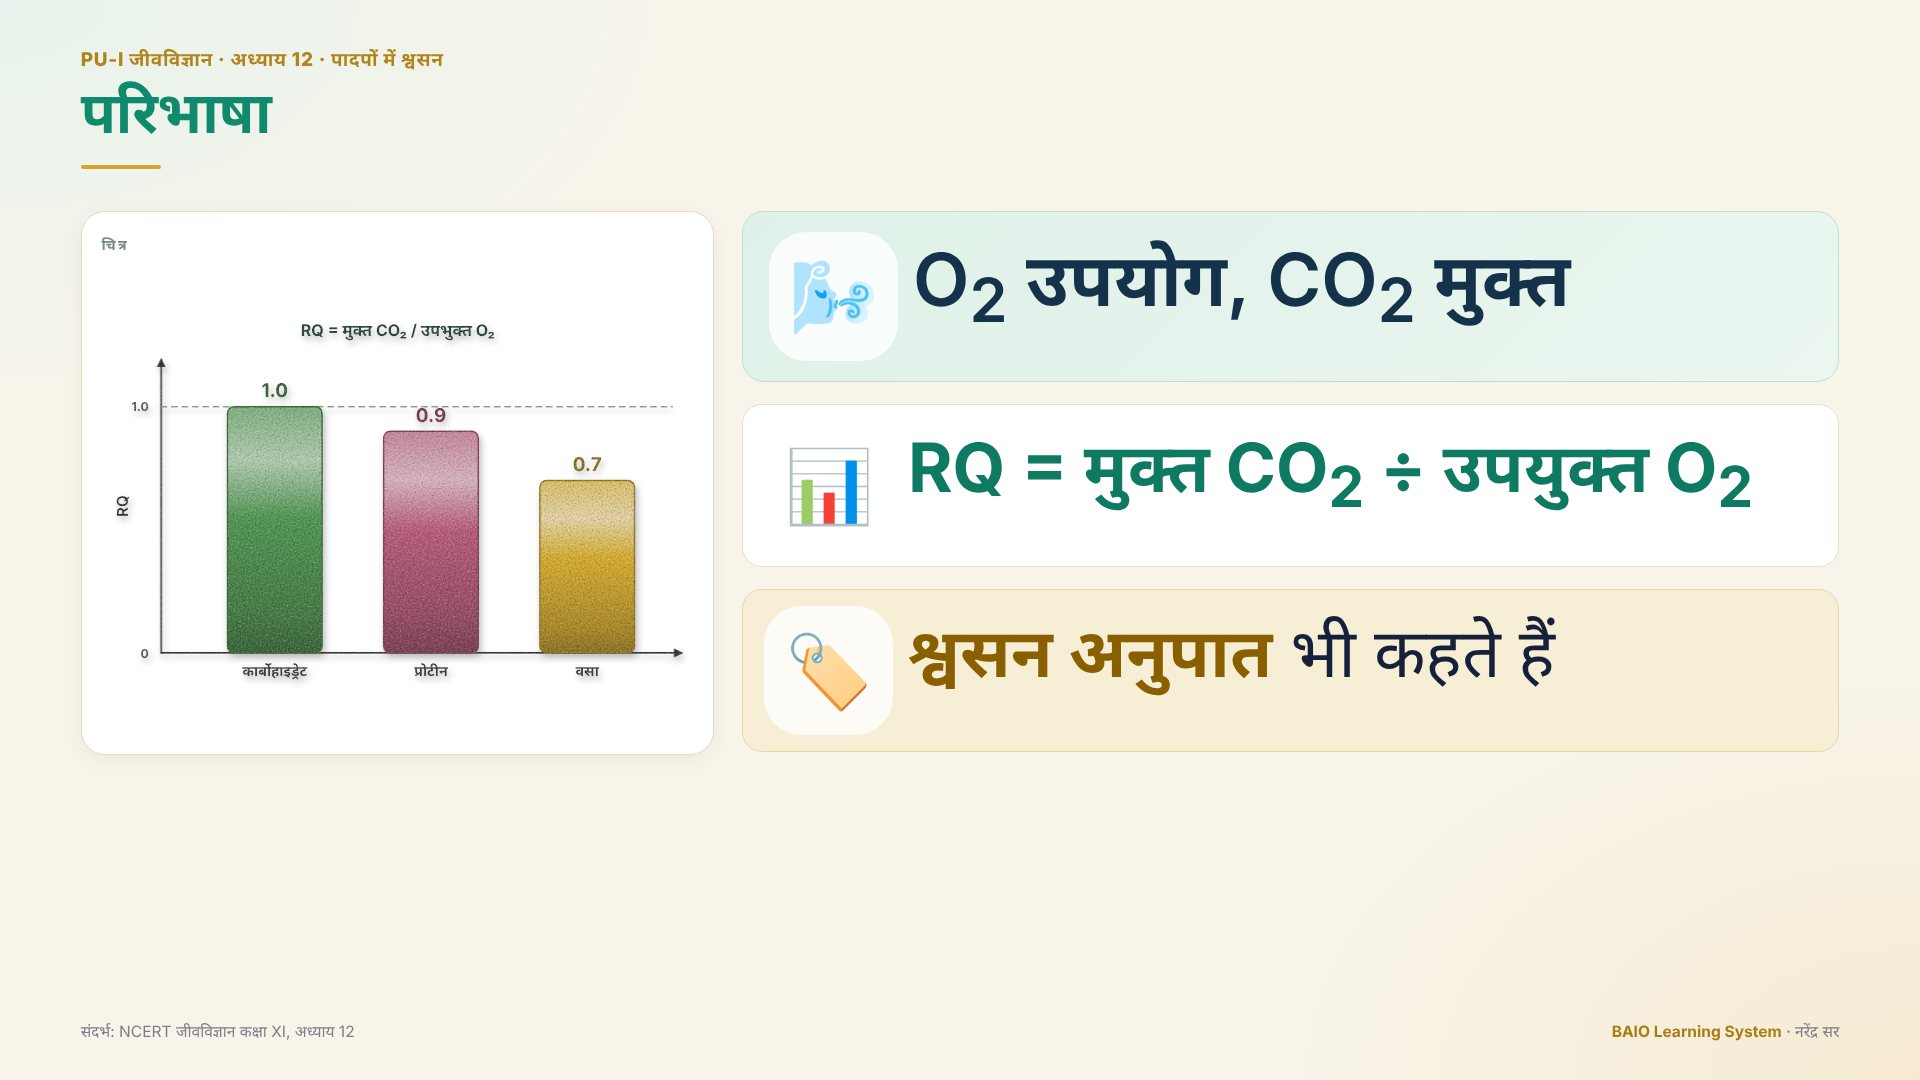 PU-I जीवविज्ञान · अध्याय 12 · पादपों में श्वसन
परिभाषा
चित्र
RQ = मुक्त CO₂ / उपभुक्त O₂
1.0
1.0
0.9
0.7
RQ
0
कार्बोहाइड्रेट
प्रोटीन
वसा
O₂ उपयोग, CO₂ मुक्त
RQ = मुक्त CO₂ ÷ उपयुक्त O₂
श्वसन अनुपात भी कहते हैं
संदर्भ: NCERT जीवविज्ञान कक्षा XI, अध्याय 12
BAIO Learning System · नरेंद्र सर